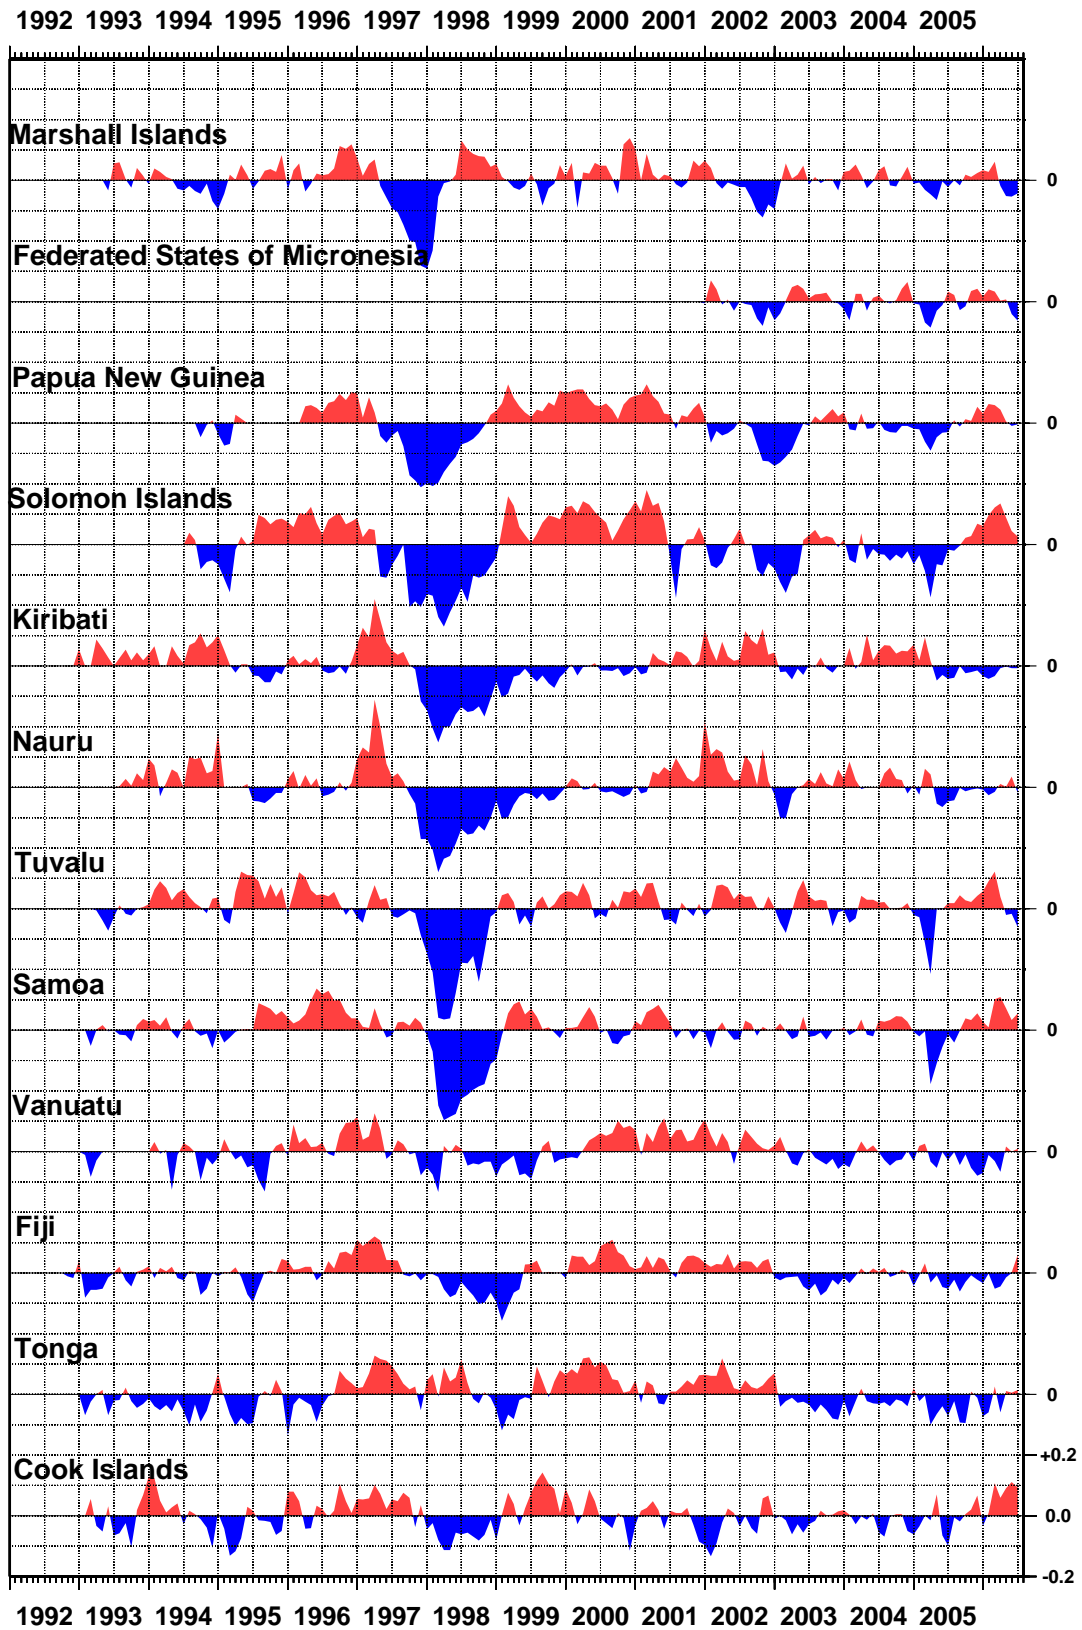 1992 1993 1994 1995 1996 1997 1998 1999 2000 2001 2002 2003 2004 2005
Marshall Islands
0
Federated States of Micronesia
0
Papua New Guinea
0
Solomon Islands
0
Kiribati
0
Nauru
0
Tuvalu
0
Samoa
0
Vanuatu
0
Fiji
0
Tonga
0
+0.2
Cook Islands
0.0
-0.2
1992 1993 1994 1995 1996 1997 1998 1999 2000 2001 2002 2003 2004 2005